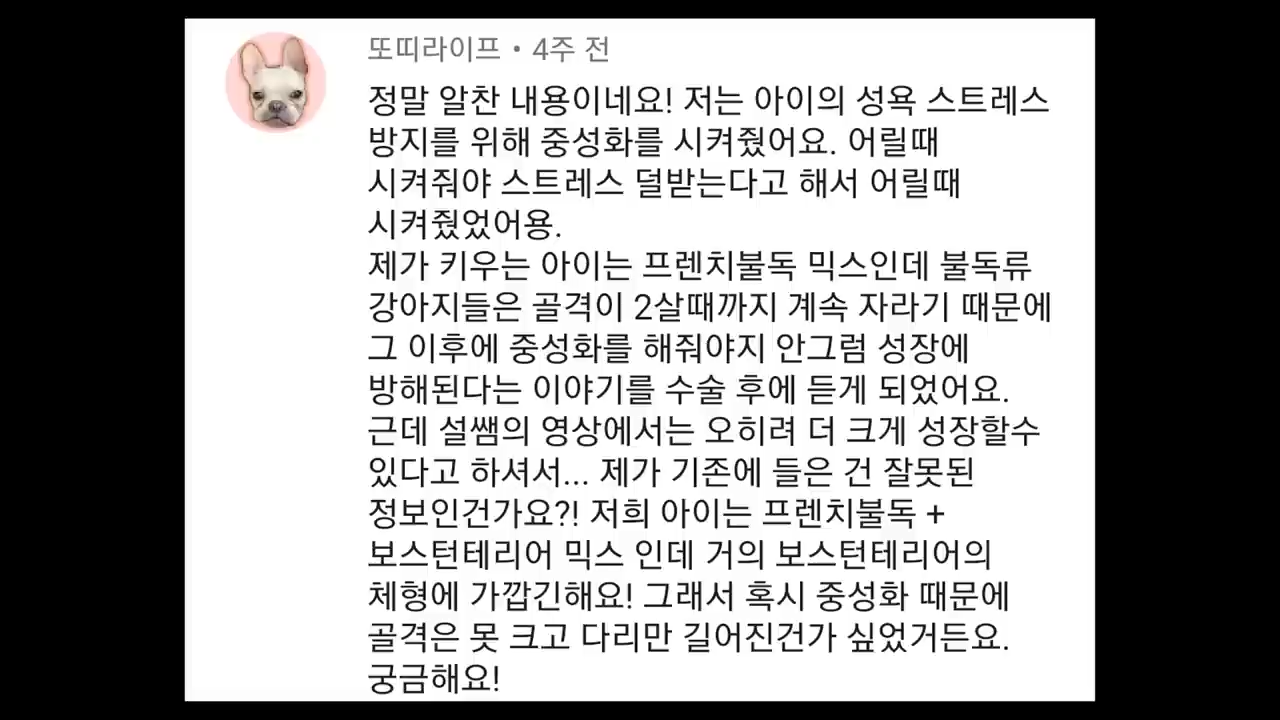 또띠라이프 • 4주 전
정말 알찬 내용이네요! 저는 아이의 성욕 스트레스
방지를 위해 중성화를 시켜줬어요. 어릴때
시켜줘야 스트레스 덜받는다고 해서 어릴때
시켜줬었어용.
제가 키우는 아이는 프렌치불독 믹스인데 불독류
강아지들은 골격이 2살때까지 계속 자라기 때문에
그 이후에 중성화를 해줘야지 안그럼 성장에
방해된다는 이야기를 수술 후에 듣게 되었어요.
근데 설쌤의 영상에서는 오히려 더 크게 성장할수
있다고 하셔서... 제가 기존에 들은 건 잘못된
정보인건가요?! 저희 아이는 프렌치불독 +
보스턴테리어 믹스 인데 거의 보스턴테리어의
체형에 가깝긴해요! 그래서 혹시 중성화 때문에
골격은 못 크고 다리만 길어진건가 싶었거든요.
궁금해요!